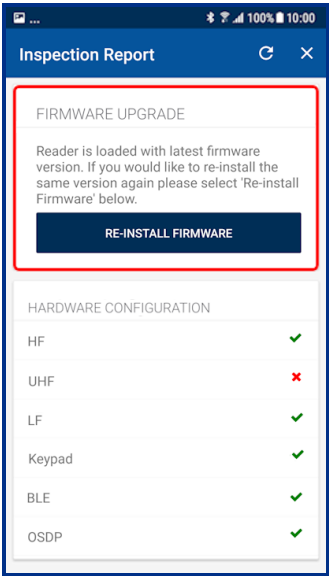 ... 100% 10:00
Inspection Report
FIRMWARE UPGRADE
Reader is loaded with latest firmware
version. If you would like to re-install the
same version again please select 'Re-install
Firmware' below.
RE-INSTALL FIRMWARE
HARDWARE CONFIGURATION
HF
UHF
LF
Keypad
BLE
OSDP